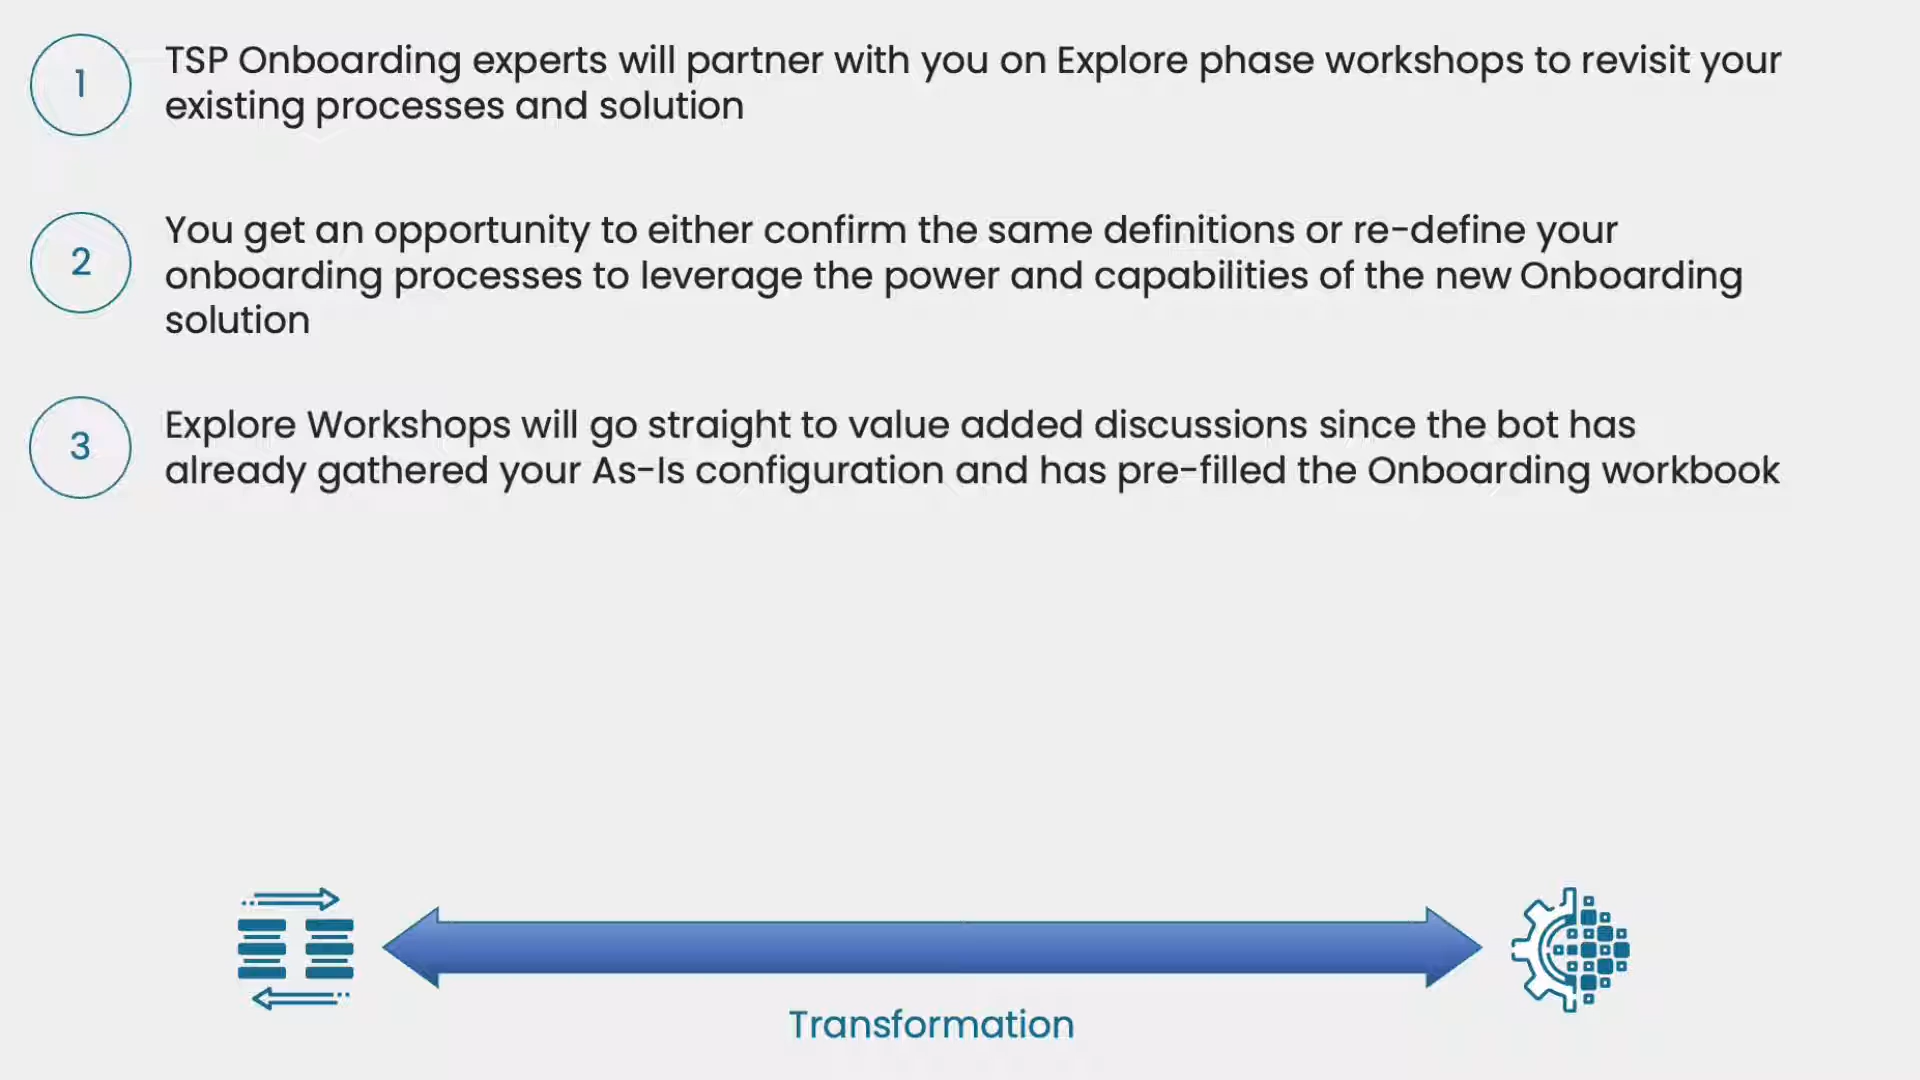 1
TSP Onboarding experts will partner with you on Explore phase workshops to revisit your
existing processes and solution
2
You get an opportunity to either confirm the same definitions or re-define your
onboarding processes to leverage the power and capabilities of the new Onboarding
solution
3
Explore Workshops will go straight to value added discussions since the bot has
already gathered your As-Is configuration and has pre-filled the Onboarding workbook
Transformation